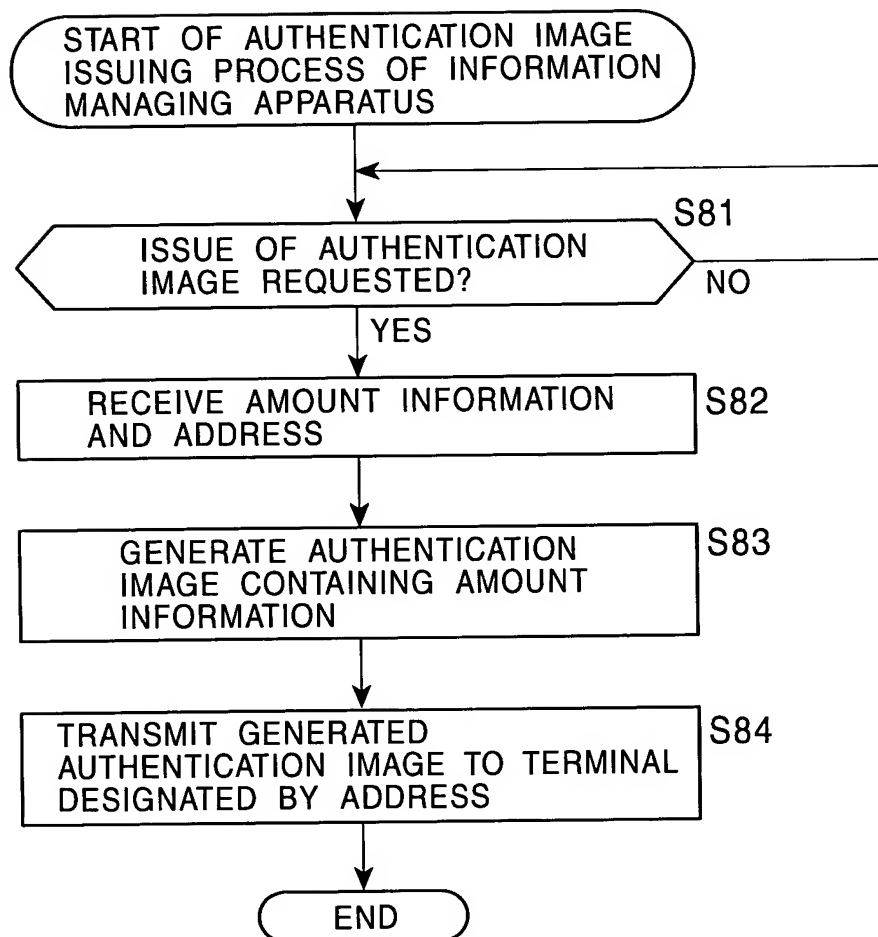 START OF AUTHENTICATION IMAGE
ISSUING PROCESS OF INFORMATION
MANAGING APPARATUS
S81
ISSUE OF AUTHENTICATION
IMAGE REQUESTED?
NO
YES
RECEIVE AMOUNT INFORMATION
AND ADDRESS
S82
GENERATE AUTHENTICATION
IMAGE CONTAINING AMOUNT
INFORMATION
S83
TRANSMIT GENERATED
AUTHENTICATION IMAGE TO TERMINAL
DESIGNATED BY ADDRESS
S84
END